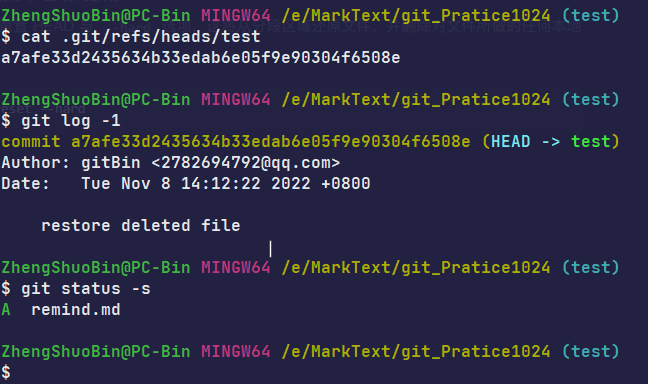 ZhengShuoBin@PC-Bin MINGW64 /e/MarkText/git_Pratice1024 (test)
$ cat .git/refs/heads/test
a7afe33d2435634b33edab6e05f9e90304f6508e
ZhengShuoBin@PC-Bin MINGW64 /e/MarkText/git_Pratice1024 (test)
$ git log -1
commit a7afe33d2435634b33edab6e05f9e90304f6508e (HEAD -> test)
Author: gitBin <2782694792@qq.com>
Date:   Tue Nov 8 14:12:22 2022 +0800
    restore deleted file
ZhengShuoBin@PC-Bin MINGW64 /e/MarkText/git_Pratice1024 (test)
$ git status -s
A  remind.md
ZhengShuoBin@PC-Bin MINGW64 /e/MarkText/git_Pratice1024 (test)
$